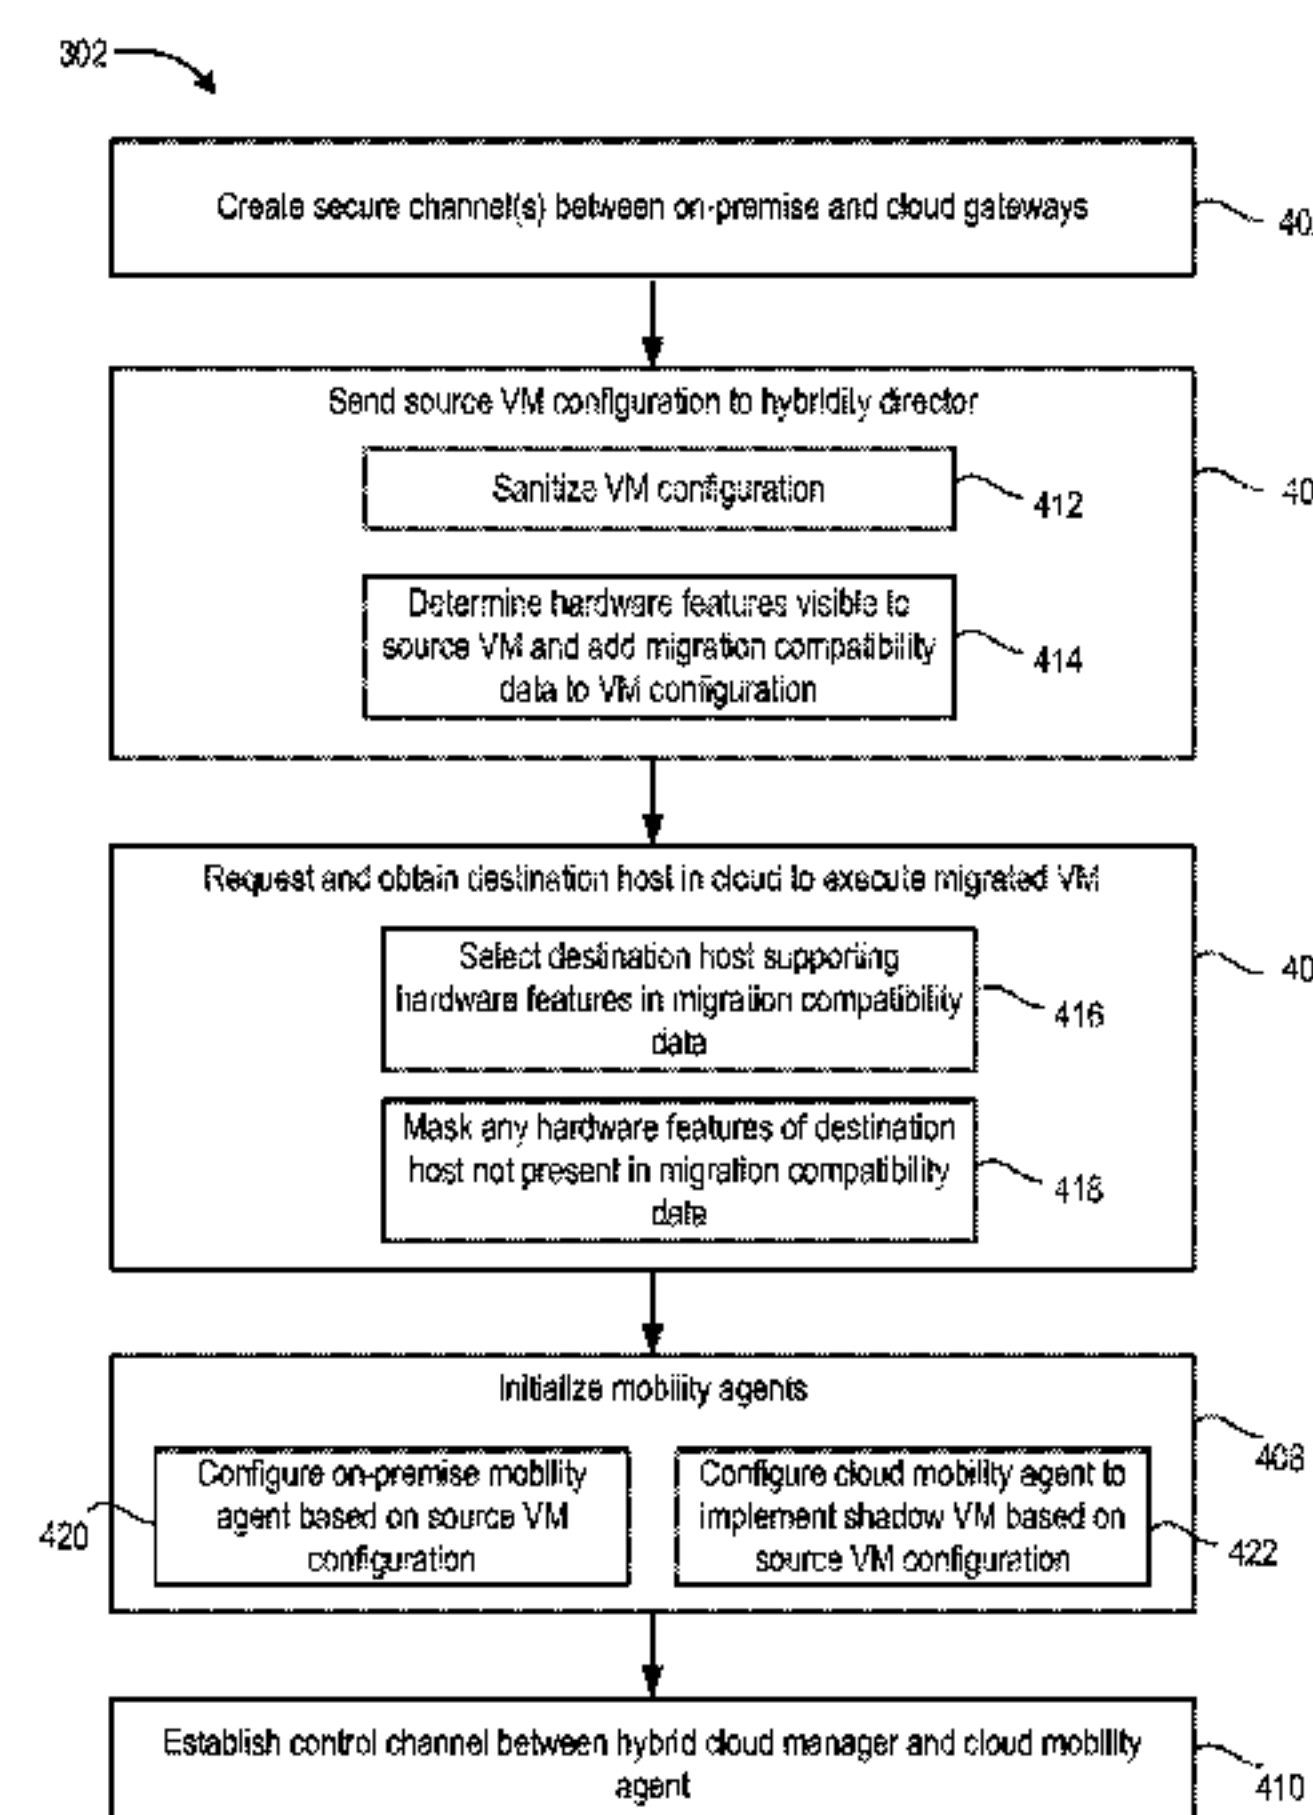 302
Create secure channel(s) between on-premise and cloud gateways
40
Send source VM configuration to hybridity director
Sanitize VM configuration
412
40
Determine hardware features visible to
source VM and add migration compatibility
data to VM configuration
414
Request and obtain destination host in cloud to execute migrated VM
Select destination host supporting
hardware features in migration compatibility
data
416
40
Mask any hardware features of destination
host not present in migration compatibility
data
418
Initialize mobility agents
408
Configure on-premise mobility
agent based on source VM
configuration
420
Configure cloud mobility agent to
implement shadow VM based on
source VM configuration
422
Establish control channel between hybrid cloud manager and cloud mobility
agent
410